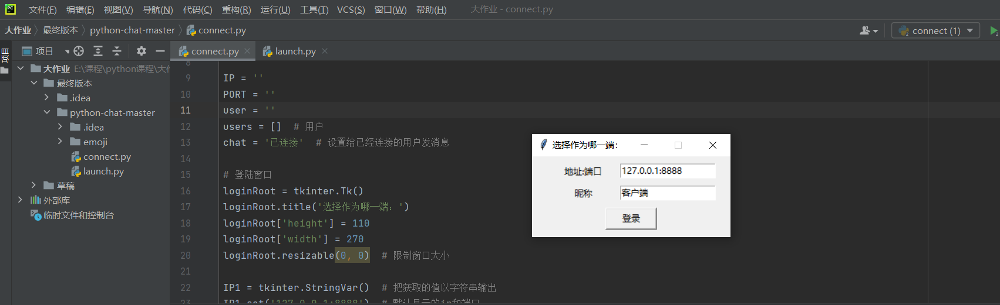 PC 文件(F) 编辑(E) 视图(V) 导航(N) 代码(C) 重构(R) 运行(U) 工具(T) VCS(S) 窗口(W) 帮助(H) 大作业 - connect.py
大作业 最终版本 python-chat-master connect.py connect (1)
项目
项目 connect.py launch.py
大作业 E:\课程\python课程\大作
最终版本
.idea
python-chat-master
.idea
emoji
connect.py
launch.py
草稿
外部库
临时文件和控制台
8
9 IP = ''
10 PORT = ''
11 user = ''
12 users = [] # 用户
13 chat = '已连接' # 设置给已经连接的用户发消息
14
15 # 登陆窗口
16 loginRoot = tkinter.Tk()
17 loginRoot.title('选择作为哪一端：')
18 loginRoot['height'] = 110
19 loginRoot['width'] = 270
20 loginRoot.resizable(0, 0) # 限制窗口大小
21
22 IP1 = tkinter.StringVar() # 把获取的值以字符串输出
23 IP1.set('127.0.0.1:8888') # 默认显示的ip和端口
选择作为哪一端：
地址:端口 127.0.0.1:8888
昵称 客户端
登录